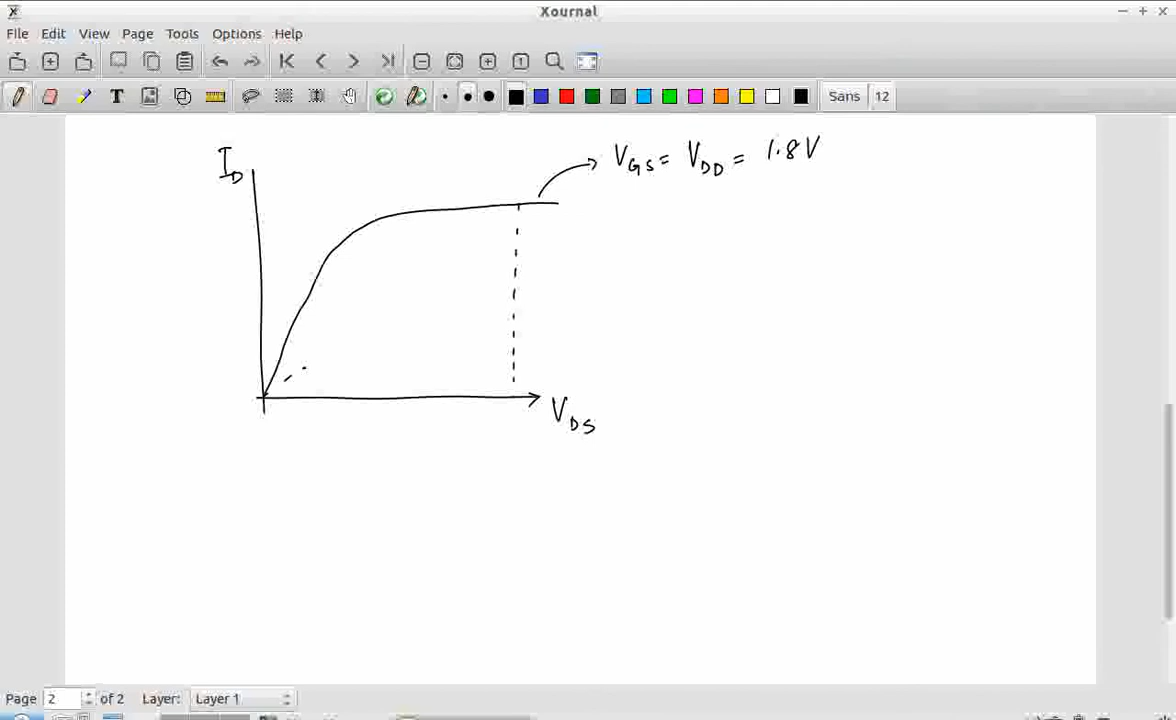 Xournal
File Edit View Page Tools Options Help
T Sans 12
I_D
V_GS = V_DD = 1.8V
V_DS
Page 2 of 2 Layer: Layer 1